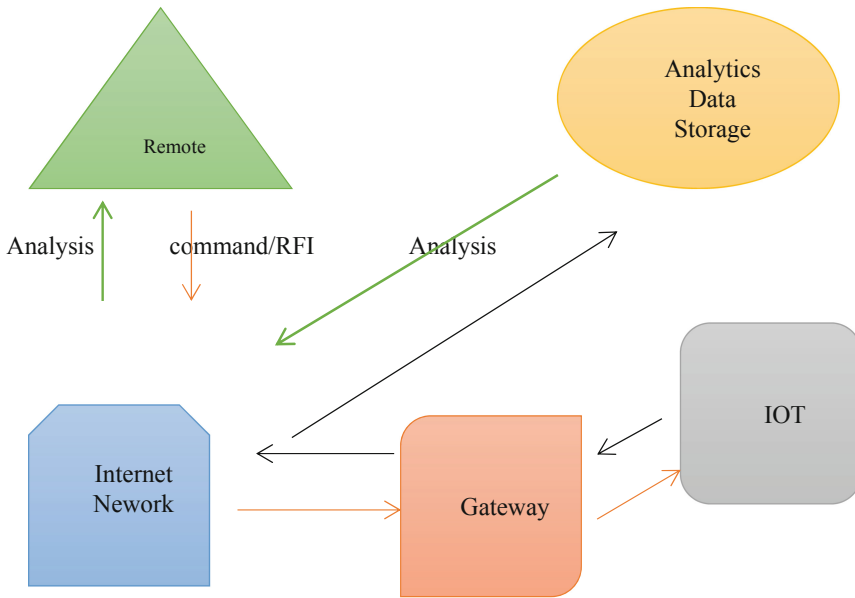 Analytics
Data
Storage
Remote
Analysis
command/RFI
Analysis
IOT
Internet
Nework
Gateway